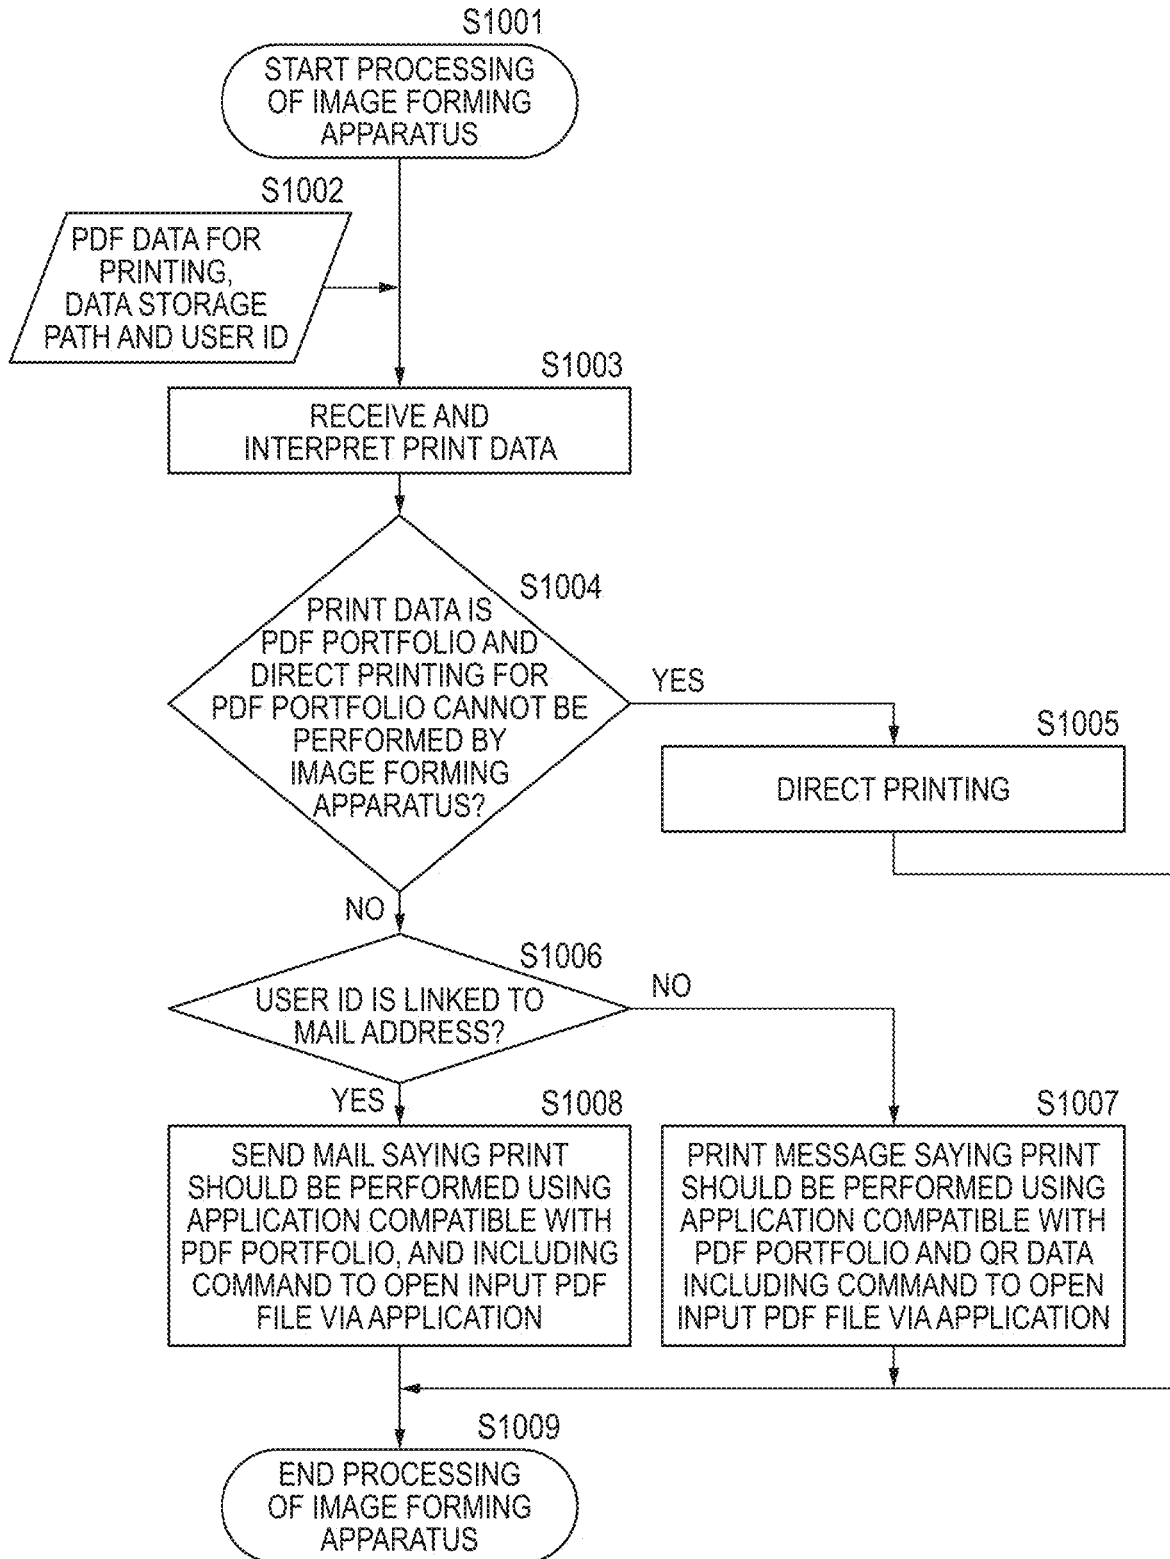 S1001
START PROCESSING
OF IMAGE FORMING
APPARATUS
S1002
PDF DATA FOR
PRINTING,
DATA STORAGE
PATH AND USER ID
S1003
RECEIVE AND
INTERPRET PRINT DATA
S1004
PRINT DATA IS
PDF PORTFOLIO AND
DIRECT PRINTING FOR
PDF PORTFOLIO CANNOT BE
PERFORMED BY
IMAGE FORMING
APPARATUS?
YES
S1005
DIRECT PRINTING
NO
S1006
USER ID IS LINKED TO
MAIL ADDRESS?
NO
YES
S1008
SEND MAIL SAYING PRINT
SHOULD BE PERFORMED USING
APPLICATION COMPATIBLE WITH
PDF PORTFOLIO, AND INCLUDING
COMMAND TO OPEN INPUT PDF
FILE VIA APPLICATION
S1007
PRINT MESSAGE SAYING PRINT
SHOULD BE PERFORMED USING
APPLICATION COMPATIBLE WITH
PDF PORTFOLIO AND QR DATA
INCLUDING COMMAND TO OPEN
INPUT PDF FILE VIA APPLICATION
S1009
END PROCESSING
OF IMAGE FORMING
APPARATUS